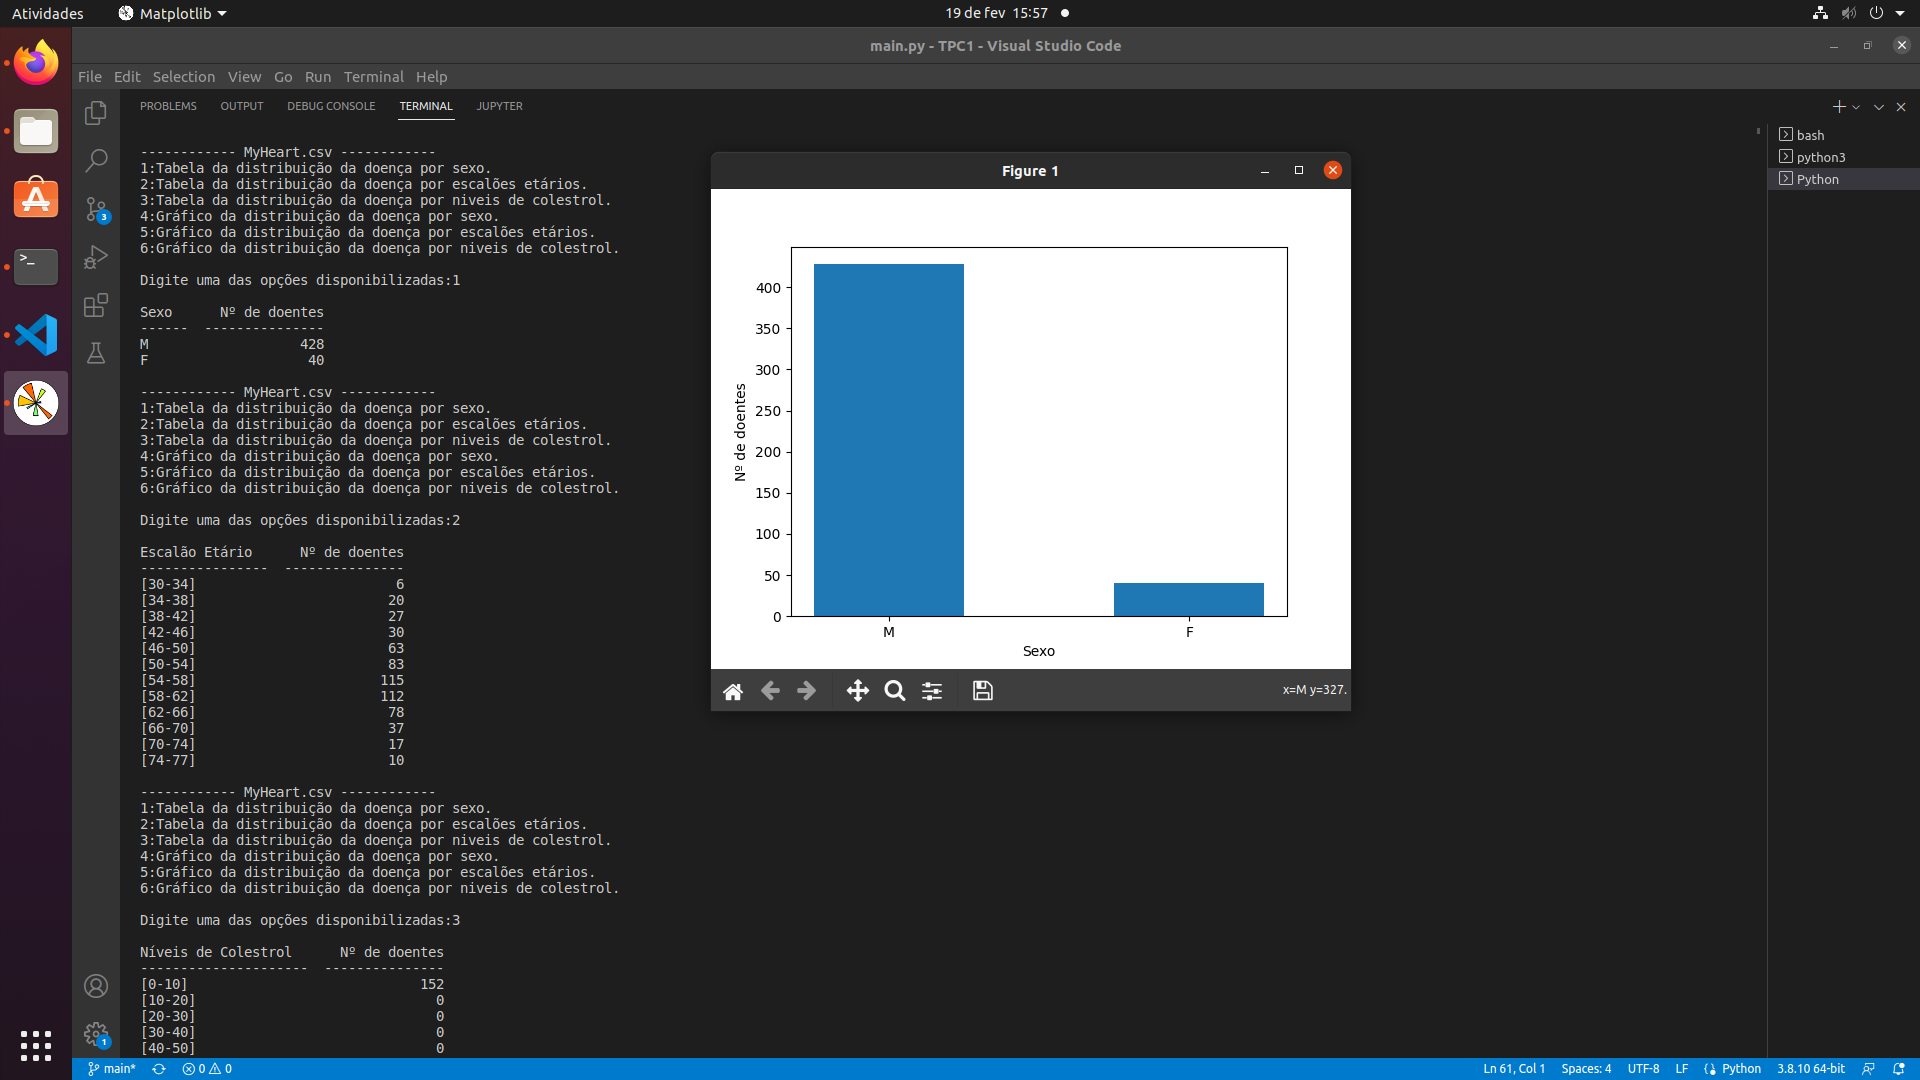 Atividades
Matplotlib
19 de fev 15:57
main.py - TPC1 - Visual Studio Code
File Edit Selection View Go Run Terminal Help
PROBLEMS OUTPUT DEBUG CONSOLE TERMINAL JUPYTER
------------ MyHeart.csv ------------
1:Tabela da distribuição da doença por sexo.
2:Tabela da distribuição da doença por escalões etários.
3:Tabela da distribuição da doença por niveis de colestrol.
4:Gráfico da distribuição da doença por sexo.
5:Gráfico da distribuição da doença por escalões etários.
6:Gráfico da distribuição da doença por niveis de colestrol.
Digite uma das opções disponibilizadas:1
Sexo      Nº de doentes
------  ---------------
M                   428
F                    40
------------ MyHeart.csv ------------
1:Tabela da distribuição da doença por sexo.
2:Tabela da distribuição da doença por escalões etários.
3:Tabela da distribuição da doença por niveis de colestrol.
4:Gráfico da distribuição da doença por sexo.
5:Gráfico da distribuição da doença por escalões etários.
6:Gráfico da distribuição da doença por niveis de colestrol.
Digite uma das opções disponibilizadas:2
Escalão Etário      Nº de doentes
----------------  ---------------
[30-34]                         6
[34-38]                        20
[38-42]                        27
[42-46]                        30
[46-50]                        63
[50-54]                        83
[54-58]                       115
[58-62]                       112
[62-66]                        78
[66-70]                        37
[70-74]                        17
[74-77]                        10
------------ MyHeart.csv ------------
1:Tabela da distribuição da doença por sexo.
2:Tabela da distribuição da doença por escalões etários.
3:Tabela da distribuição da doença por niveis de colestrol.
4:Gráfico da distribuição da doença por sexo.
5:Gráfico da distribuição da doença por escalões etários.
6:Gráfico da distribuição da doença por niveis de colestrol.
Digite uma das opções disponibilizadas:3
Níveis de Colestrol      Nº de doentes
---------------------  ---------------
[0-10]                             152
[10-20]                              0
[20-30]                              0
[30-40]                              0
[40-50]                              0
Figure 1
400
350
300
250
200
150
100
50
0
Nº de doentes
M
F
Sexo
x=M y=327.
bash
python3
Python
3
1
main*
0
0
Ln 61, Col 1
Spaces: 4
UTF-8
LF
Python
3.8.10 64-bit